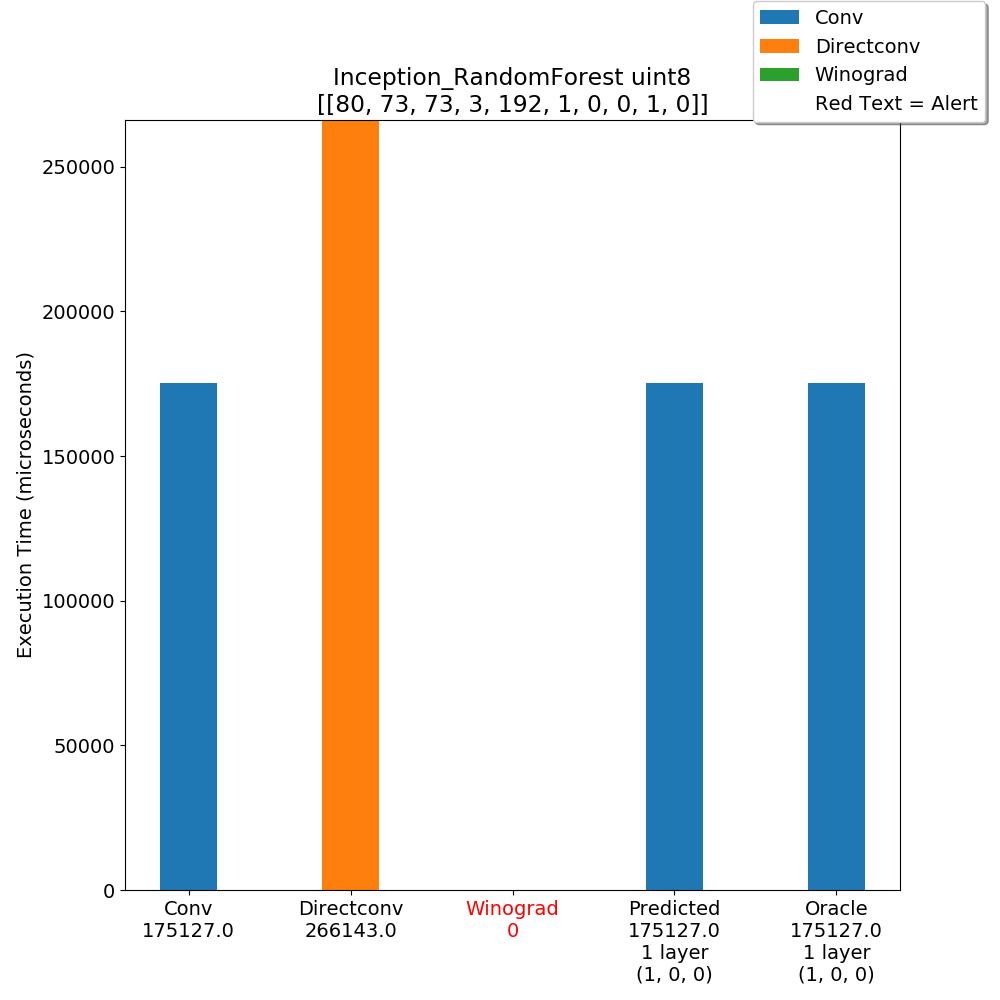 Conv
Directconv
Winograd
Red Text = Alert
Inception_RandomForest uint8
[[80, 73, 73, 3, 192, 1, 0, 0, 1, 0]]
Execution Time (microseconds)
250000
200000
150000
100000
50000
0
Conv
175127.0
Directconv
266143.0
Winograd
0
Predicted
175127.0
1 layer
(1, 0, 0)
Oracle
175127.0
1 layer
(1, 0, 0)